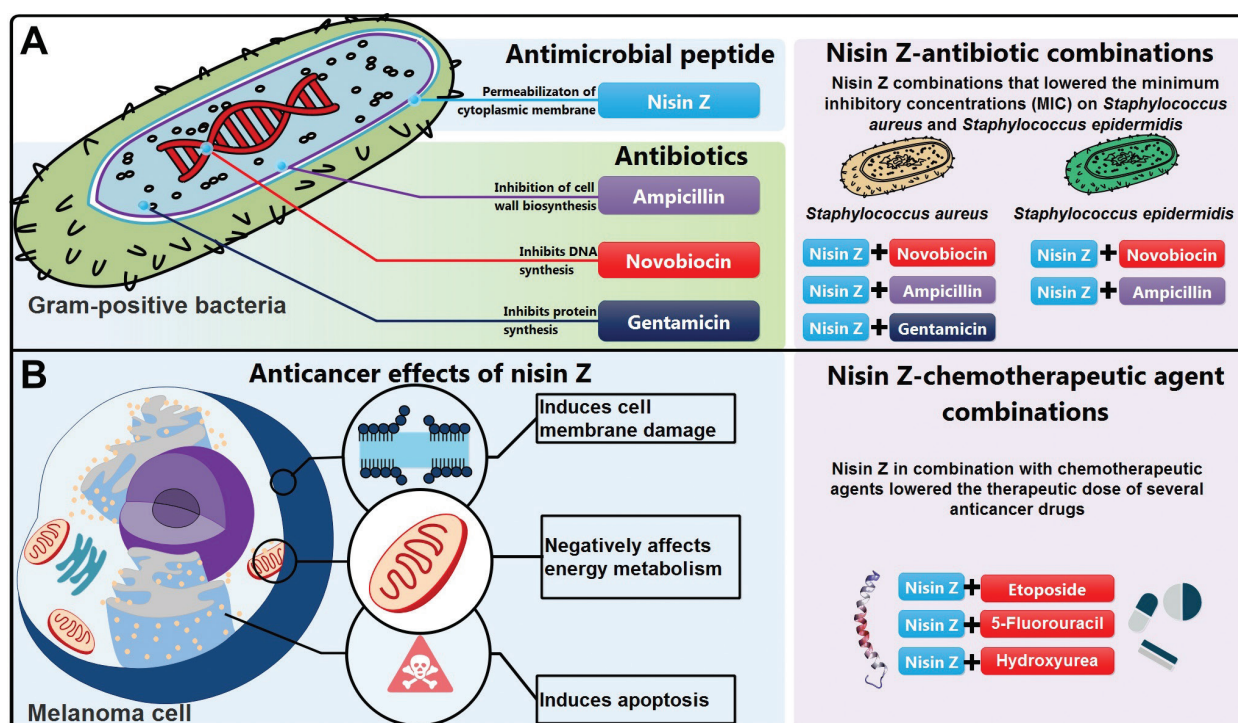 A
Antimicrobial peptide
Permeabilizaton of
cytoplasmic membrane
Nisin Z
Antibiotics
Inhibition of cell
wall biosynthesis
Ampicillin
Inhibits DNA
synthesis
Novobiocin
Inhibits protein
synthesis
Gentamicin
Gram-positive bacteria
Nisin Z-antibiotic combinations
Nisin Z combinations that lowered the minimum
inhibitory concentrations (MIC) on Staphylococcus
aureus and Staphylococcus epidermidis
Staphylococcus aureus
Nisin Z + Novobiocin
Nisin Z + Ampicillin
Nisin Z + Gentamicin
Staphylococcus epidermidis
Nisin Z + Novobiocin
Nisin Z + Ampicillin
B
Anticancer effects of nisin Z
Induces cell
membrane damage
Negatively affects
energy metabolism
Induces apoptosis
Melanoma cell
Nisin Z-chemotherapeutic agent
combinations
Nisin Z in combination with chemotherapeutic
agents lowered the therapeutic dose of several
anticancer drugs
Nisin Z + Etoposide
Nisin Z + 5-Fluorouracil
Nisin Z + Hydroxyurea